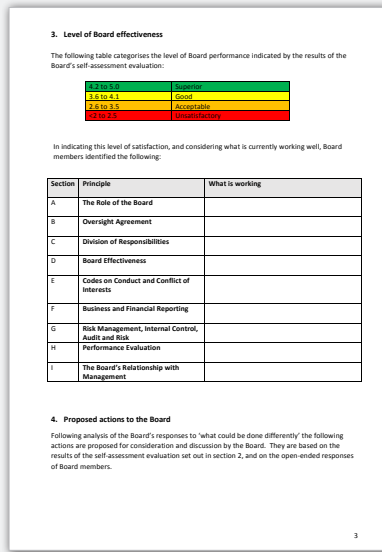 3. Level of Board effectiveness
The following table categorises the level of Board performance indicated by the results of the
Board's self-assessment evaluation:
4.2 to 5.0 Superior
3.6 to 4.1 Good
2.6 to 3.5 Acceptable
<2 to 2.5 Unsatisfactory
In indicating this level of satisfaction, and considering what is currently working well, Board
members identified the following:
Section Principle What is working
A The Role of the Board
B Oversight Agreement
C Division of Responsibilities
D Board Effectiveness
E Codes on Conduct and Conflict of
Interests
F Business and Financial Reporting
G Risk Management, Internal Control,
Audit and Risk
H Performance Evaluation
I The Board's Relationship with
Management
4. Proposed actions to the Board
Following analysis of the Board's responses to 'what could be done differently' the following
actions are proposed for consideration and discussion by the Board. They are based on the
results of the self-assessment evaluation set out in section 2, and on the open-ended responses
of Board members.
3